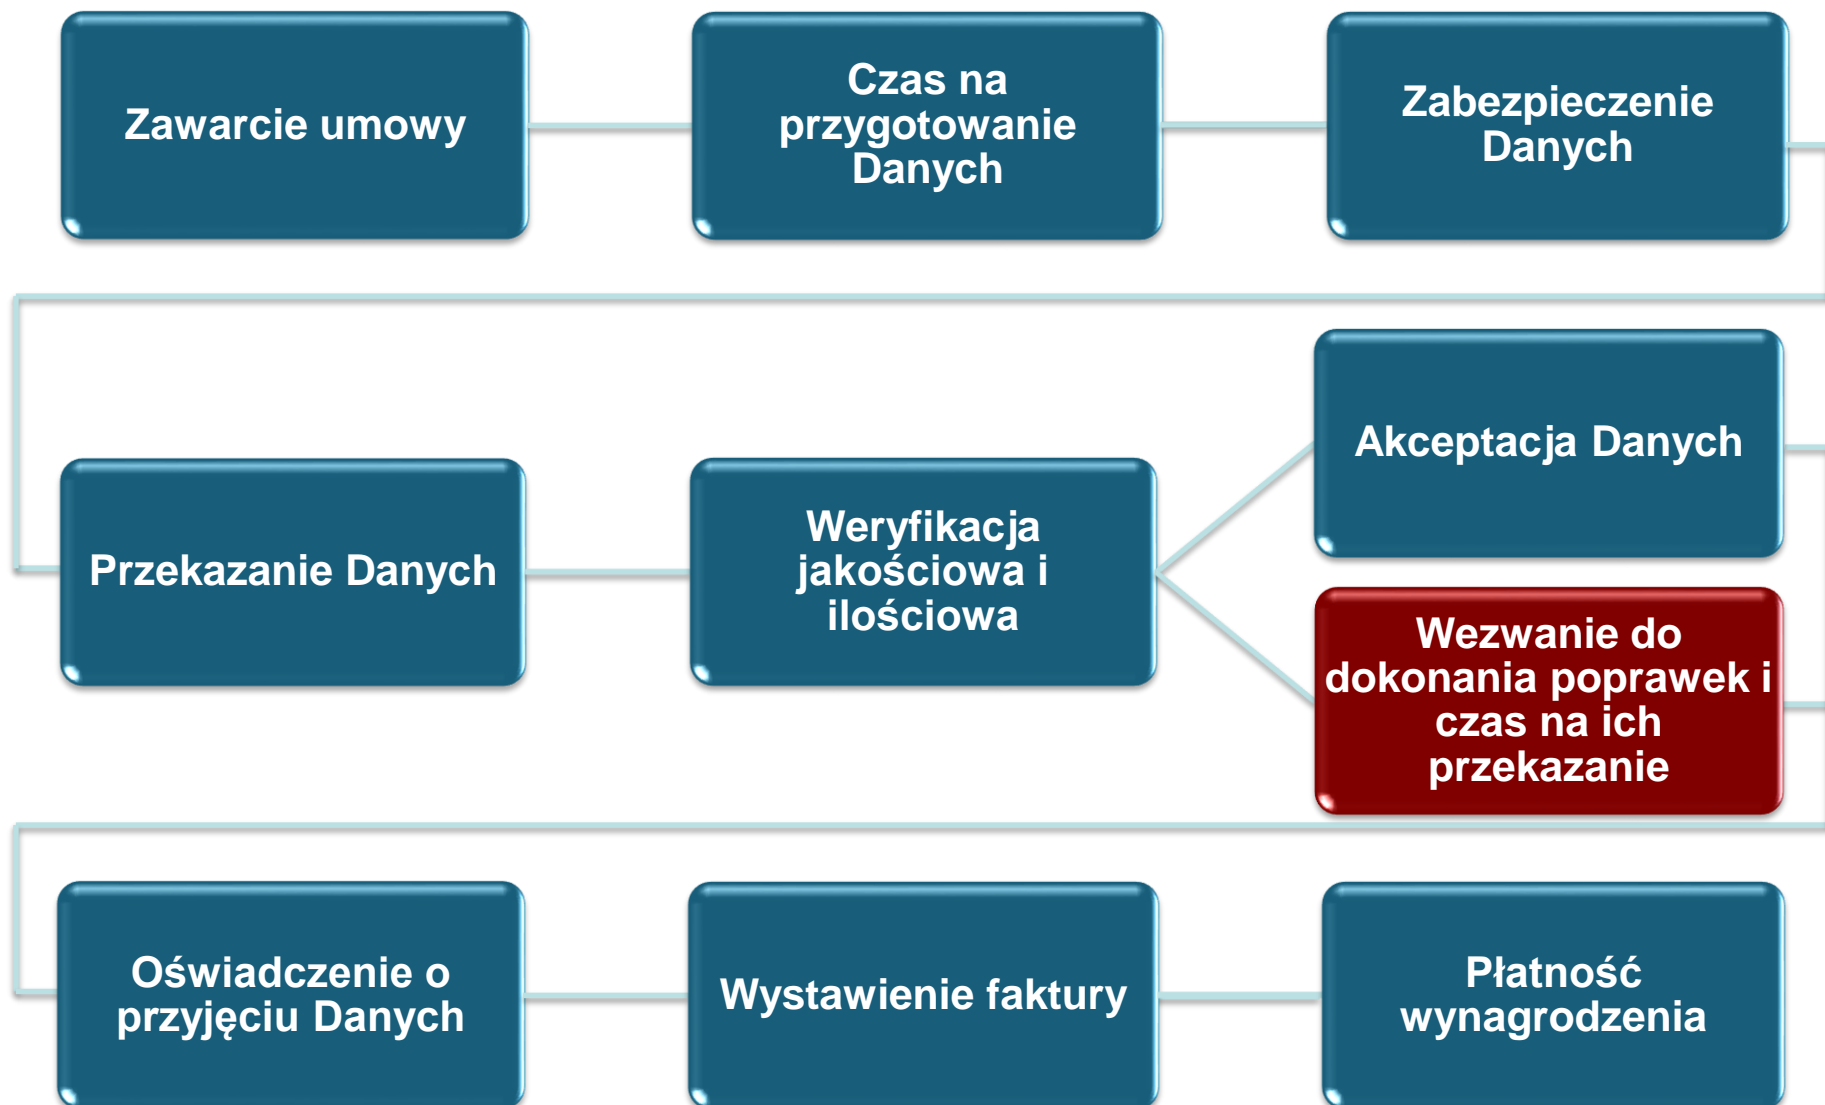 Zawarcie umowy
Czas na
przygotowanie
Danych
Zabezpieczenie
Danych
Przekazanie Danych
Weryfikacja
jakościowa i
ilościowa
Akceptacja Danych
Wezwanie do
dokonania poprawek i
czas na ich
przekazanie
Oświadczenie o
przyjęciu Danych
Wystawienie faktury
Płatność
wynagrodzenia